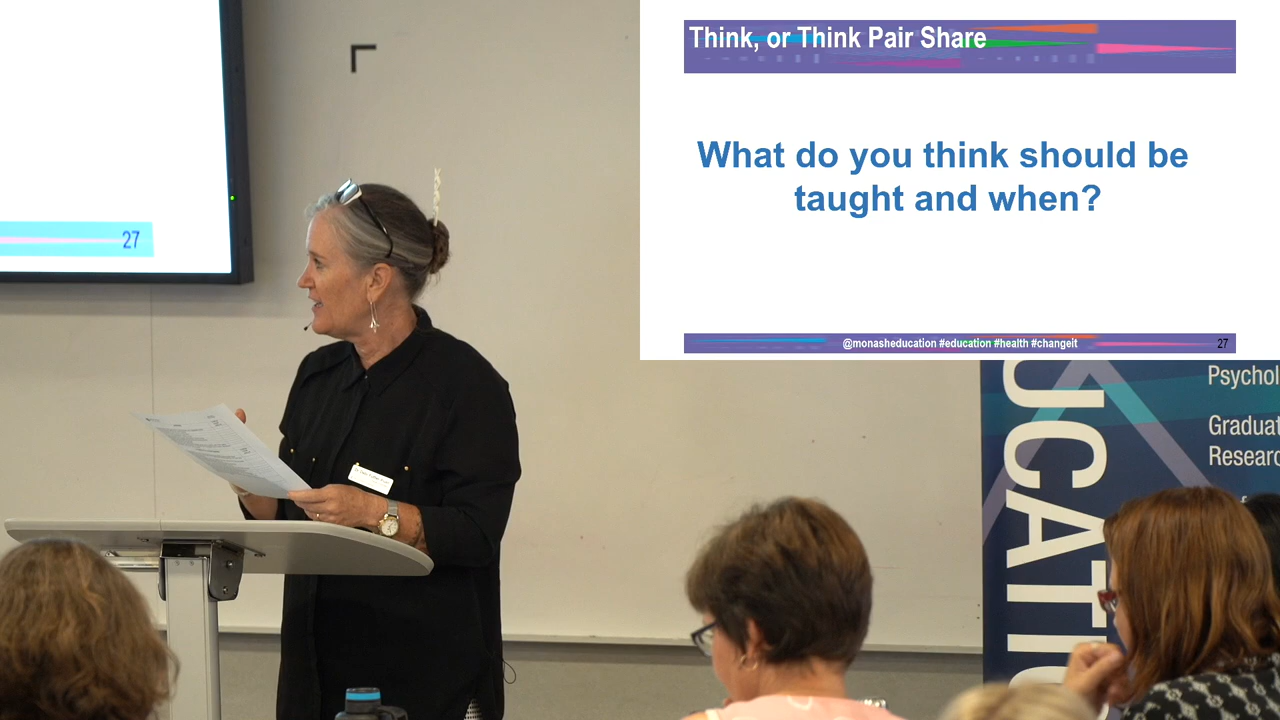 Think, or Think Pair Share
What do you think should be
taught and when?
@monasheducation #education #health #changeit
27
27
Psychol
Graduat
Researc
UCATIO